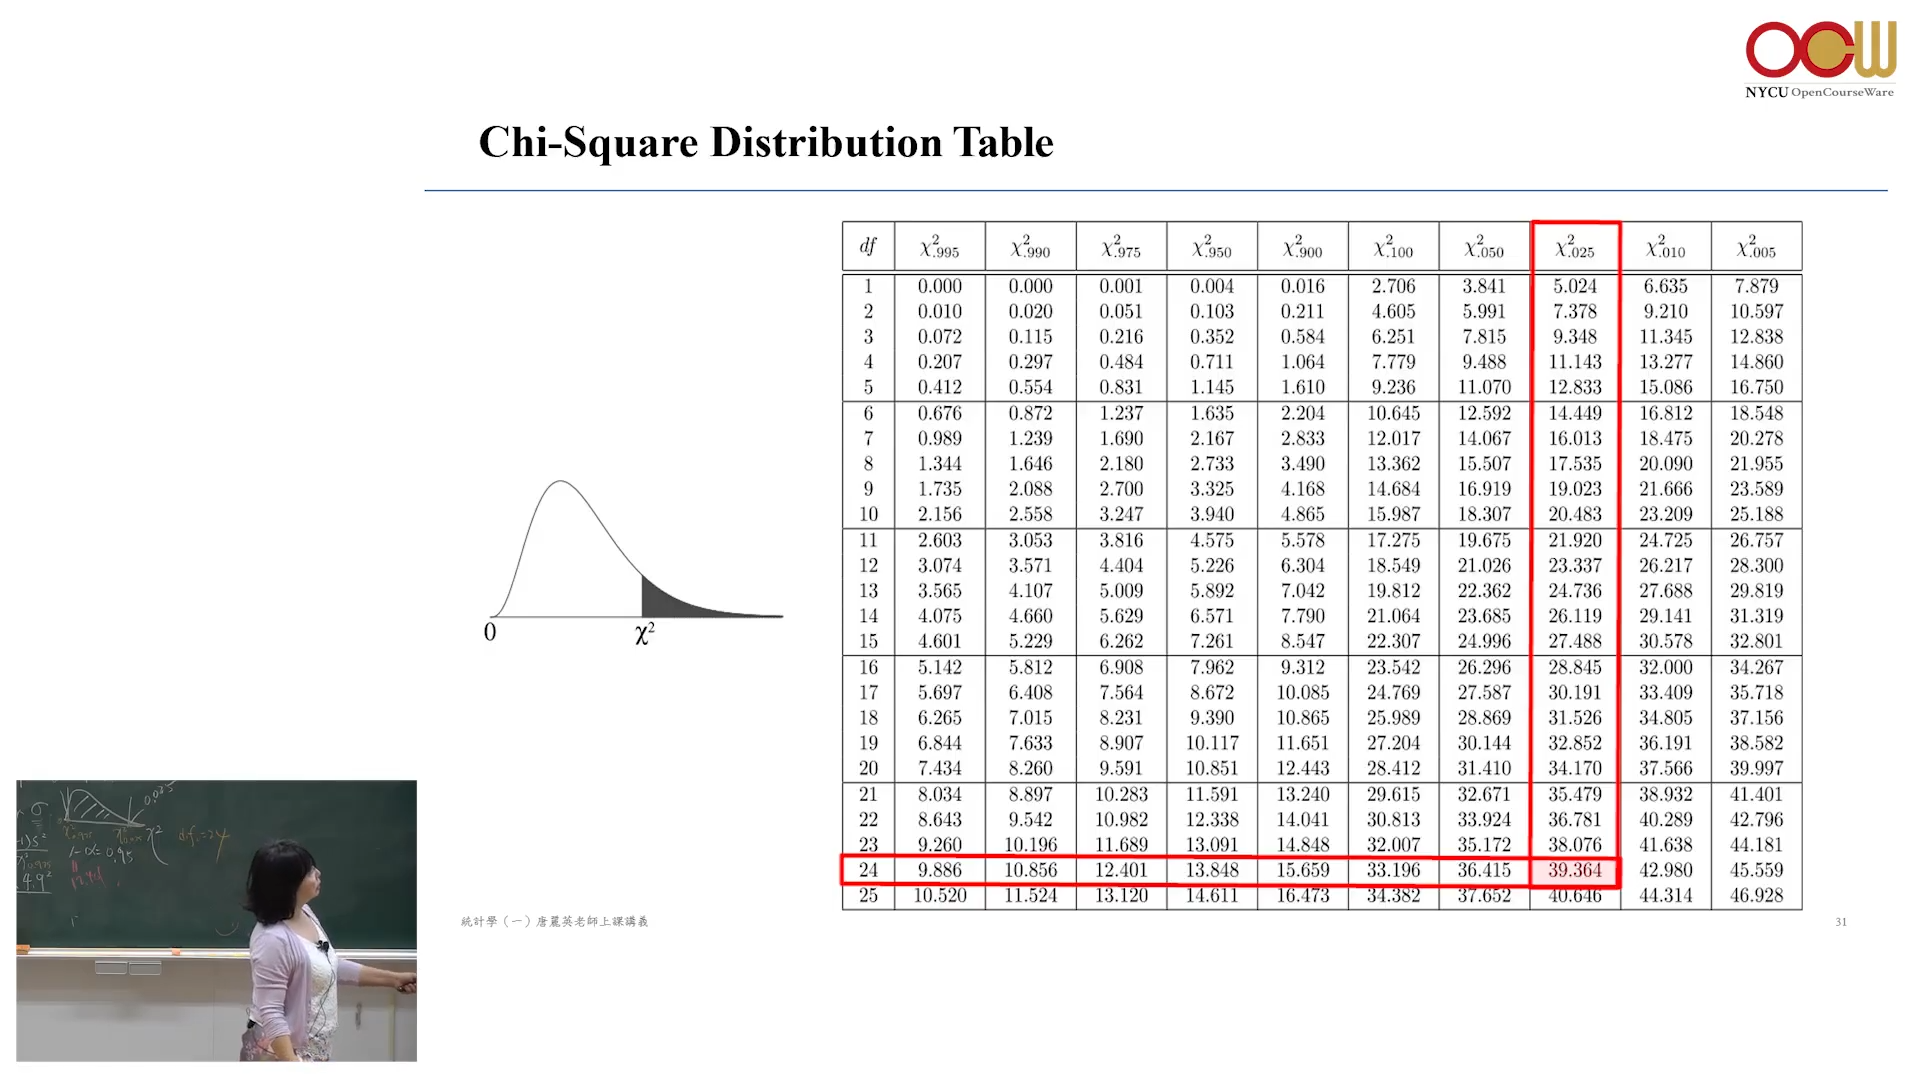 OCW
NYCU OpenCourseWare
Chi-Square Distribution Table
df χ².995 χ².990 χ².975 χ².950 χ².900 χ².100 χ².050 χ².025 χ².010 χ².005
1 0.000 0.000 0.001 0.004 0.016 2.706 3.841 5.024 6.635 7.879
2 0.010 0.020 0.051 0.103 0.211 4.605 5.991 7.378 9.210 10.597
3 0.072 0.115 0.216 0.352 0.584 6.251 7.815 9.348 11.345 12.838
4 0.207 0.297 0.484 0.711 1.064 7.779 9.488 11.143 13.277 14.860
5 0.412 0.554 0.831 1.145 1.610 9.236 11.070 12.833 15.086 16.750
6 0.676 0.872 1.237 1.635 2.204 10.645 12.592 14.449 16.812 18.548
7 0.989 1.239 1.690 2.167 2.833 12.017 14.067 16.013 18.475 20.278
8 1.344 1.646 2.180 2.733 3.490 13.362 15.507 17.535 20.090 21.955
9 1.735 2.088 2.700 3.325 4.168 14.684 16.919 19.023 21.666 23.589
10 2.156 2.558 3.247 3.940 4.865 15.987 18.307 20.483 23.209 25.188
11 2.603 3.053 3.816 4.575 5.578 17.275 19.675 21.920 24.725 26.757
12 3.074 3.571 4.404 5.226 6.304 18.549 21.026 23.337 26.217 28.300
13 3.565 4.107 5.009 5.892 7.042 19.812 22.362 24.736 27.688 29.819
14 4.075 4.660 5.629 6.571 7.790 21.064 23.685 26.119 29.141 31.319
15 4.601 5.229 6.262 7.261 8.547 22.307 24.996 27.488 30.578 32.801
16 5.142 5.812 6.908 7.962 9.312 23.542 26.296 28.845 32.000 34.267
17 5.697 6.408 7.564 8.672 10.085 24.769 27.587 30.191 33.409 35.718
18 6.265 7.015 8.231 9.390 10.865 25.989 28.869 31.526 34.805 37.156
19 6.844 7.633 8.907 10.117 11.651 27.204 30.144 32.852 36.191 38.582
20 7.434 8.260 9.591 10.851 12.443 28.412 31.410 34.170 37.566 39.997
21 8.034 8.897 10.283 11.591 13.240 29.615 32.671 35.479 38.932 41.401
22 8.643 9.542 10.982 12.338 14.041 30.813 33.924 36.781 40.289 42.796
23 9.260 10.196 11.689 13.091 14.848 32.007 35.172 38.076 41.638 44.181
24 9.886 10.856 12.401 13.848 15.659 33.196 36.415 39.364 42.980 45.559
25 10.520 11.524 13.120 14.611 16.473 34.382 37.652 40.646 44.314 46.928
0 χ²
0.025
σ
χ² df=24
1-α=0.95
4.9²
統計學（一）唐麗英老師上課講義
31